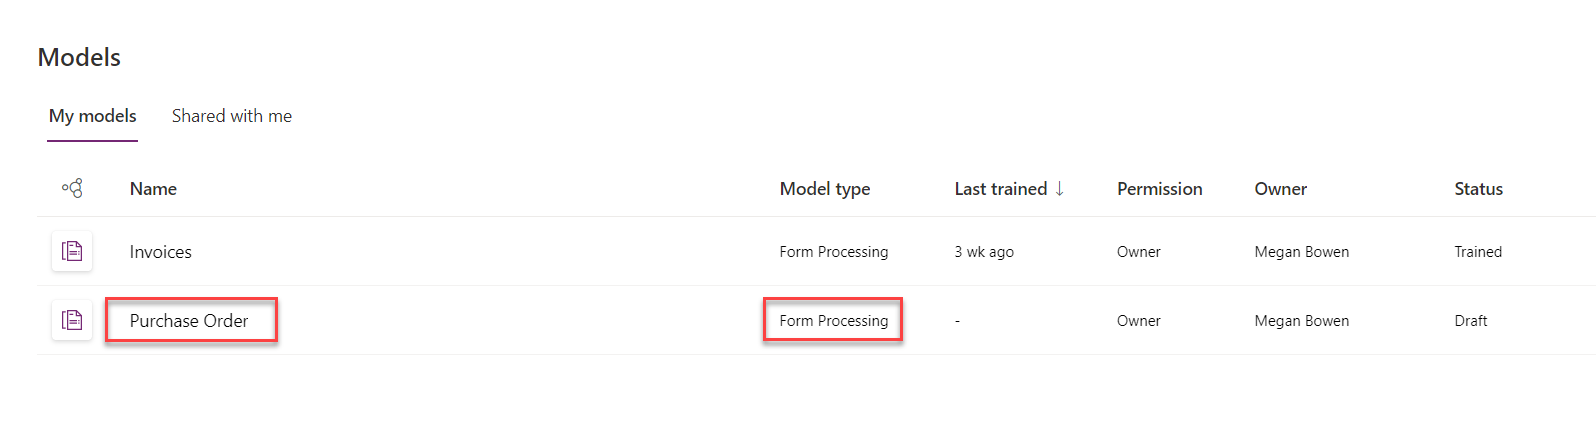 Models
My models Shared with me
Name Model type Last trained ↓ Permission Owner Status
Invoices Form Processing 3 wk ago Owner Megan Bowen Trained
Purchase Order Form Processing - Owner Megan Bowen Draft